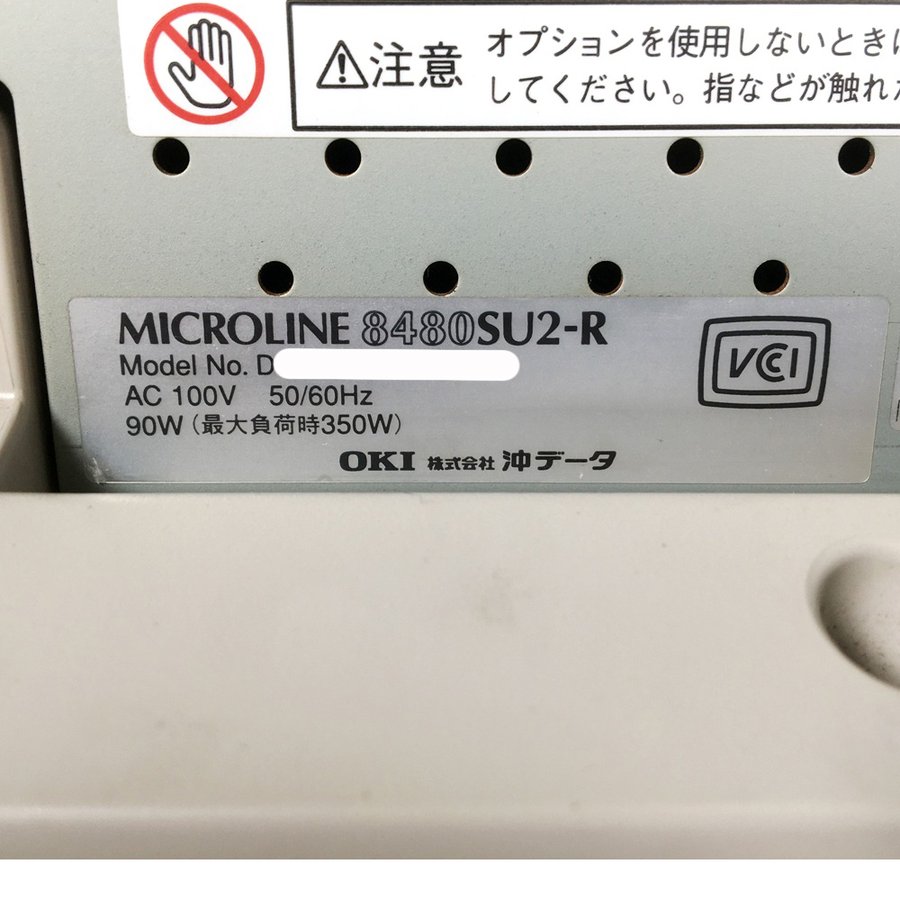 ⚠注意
オプションを使用しないときは
してください。指などが触れ
MICROLINE 8480SU2-R
Model No. D
AC 100V 50/60Hz
90W(最大負荷時350W)
VCCI
OKI 株式会社 沖データ